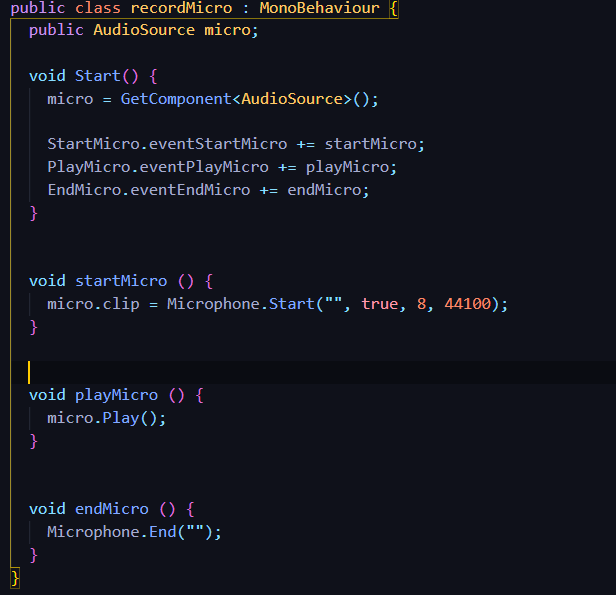 public class recordMicro : MonoBehaviour {
  public AudioSource micro;

  void Start() {
    micro = GetComponent<AudioSource>();

    StartMicro.eventStartMicro += startMicro;
    PlayMicro.eventPlayMicro += playMicro;
    EndMicro.eventEndMicro += endMicro;
  }


  void startMicro () {
    micro.clip = Microphone.Start("", true, 8, 44100);
  }


  void playMicro () {
    micro.Play();
  }


  void endMicro () {
    Microphone.End("");
  }
}